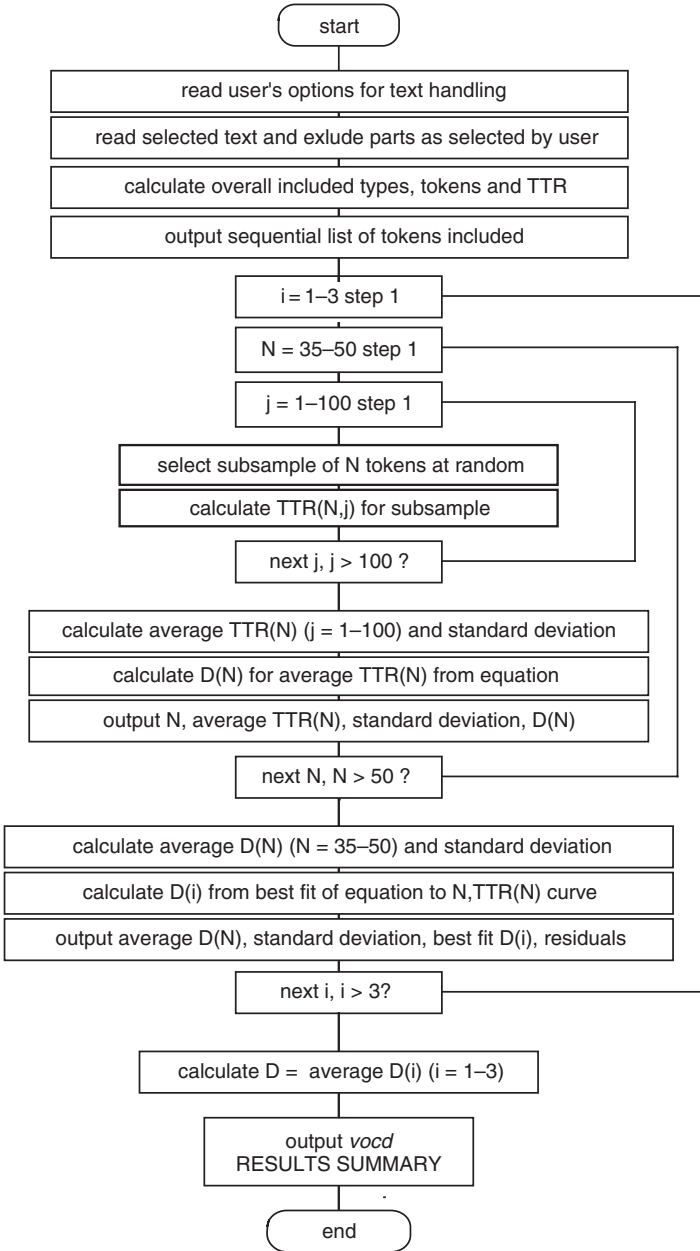 start
read user's options for text handling
read selected text and exlude parts as selected by user
calculate overall included types, tokens and TTR
output sequential list of tokens included
i = 1–3 step 1
N = 35–50 step 1
j = 1–100 step 1
select subsample of N tokens at random
calculate TTR(N,j) for subsample
next j, j > 100 ?
calculate average TTR(N) (j = 1–100) and standard deviation
calculate D(N) for average TTR(N) from equation
output N, average TTR(N), standard deviation, D(N)
next N, N > 50 ?
calculate average D(N) (N = 35–50) and standard deviation
calculate D(i) from best fit of equation to N,TTR(N) curve
output average D(N), standard deviation, best fit D(i), residuals
next i, i > 3?
calculate D = average D(i) (i = 1–3)
output vocd
RESULTS SUMMARY
end